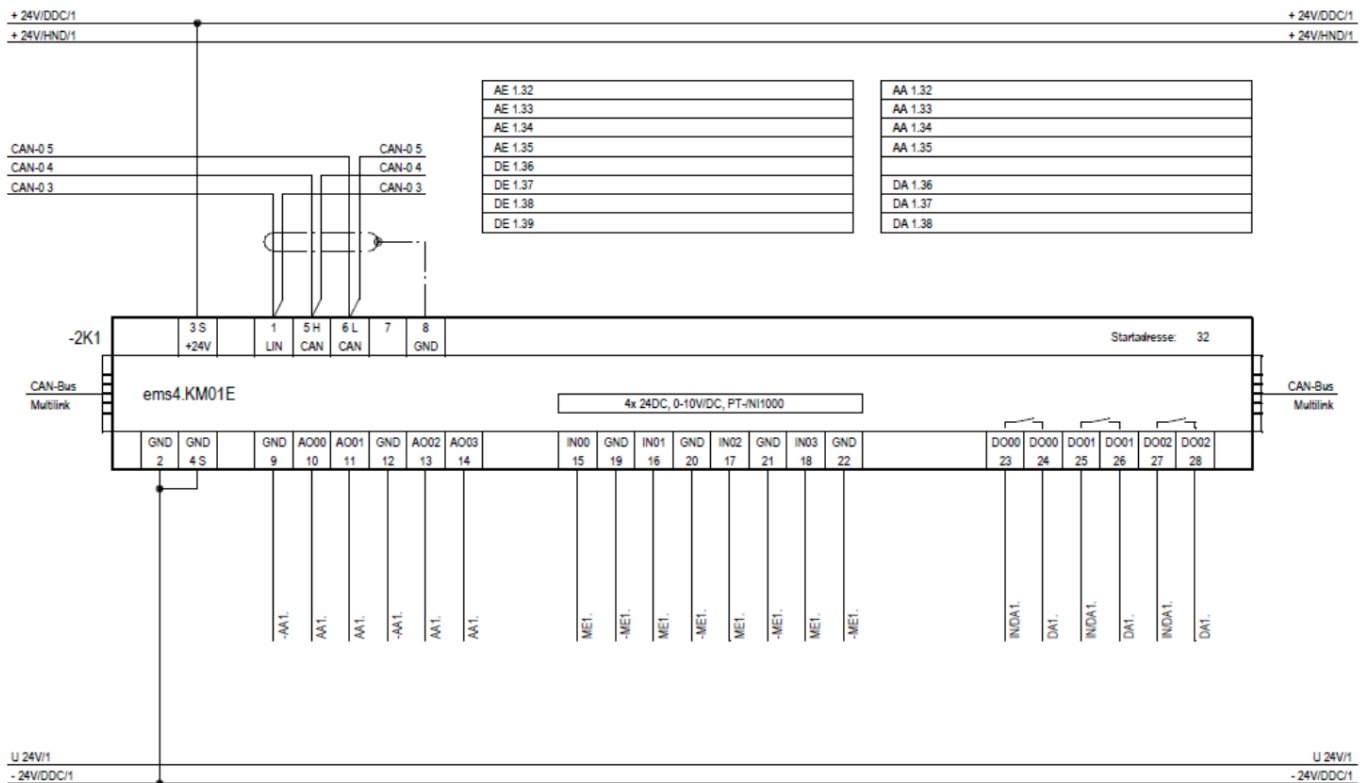 + 24V/DDC/1 + 24V/DDC/1
+ 24V/HND/1 + 24V/HND/1
AE 1.32 AA 1.32
AE 1.33 AA 1.33
AE 1.34 AA 1.34
CAN-0 5 CAN-0 5 AE 1.35 AA 1.35
CAN-0 4 CAN-0 4 DE 1.36
CAN-0 3 CAN-0 3 DE 1.37 DA 1.36
DE 1.38 DA 1.37
DE 1.39 DA 1.38
-2K1 3 S 1 5 H 6 L 7 8 Startadresse: 32
+24V LIN CAN CAN GND
CAN-Bus ems4.KM01E CAN-Bus
Multilink 4x 24DC, 0-10V/DC, PT-/NI1000 Multilink
GND GND GND AO00 AO01 GND AO02 AO03 IN00 GND IN01 GND IN02 GND IN03 GND DO00 DO00 DO01 DO01 DO02 DO02
2 4 S 9 10 11 12 13 14 15 19 16 20 17 21 18 22 23 24 25 26 27 28
-AA1. AA1. AA1. -AA1. AA1. AA1. ME1. -ME1. ME1. -ME1. ME1. -ME1. ME1. -ME1. IN/DA1. DA1. IN/DA1. DA1. IN/DA1. DA1.
U 24V/1 U 24V/1
- 24V/DDC/1 - 24V/DDC/1